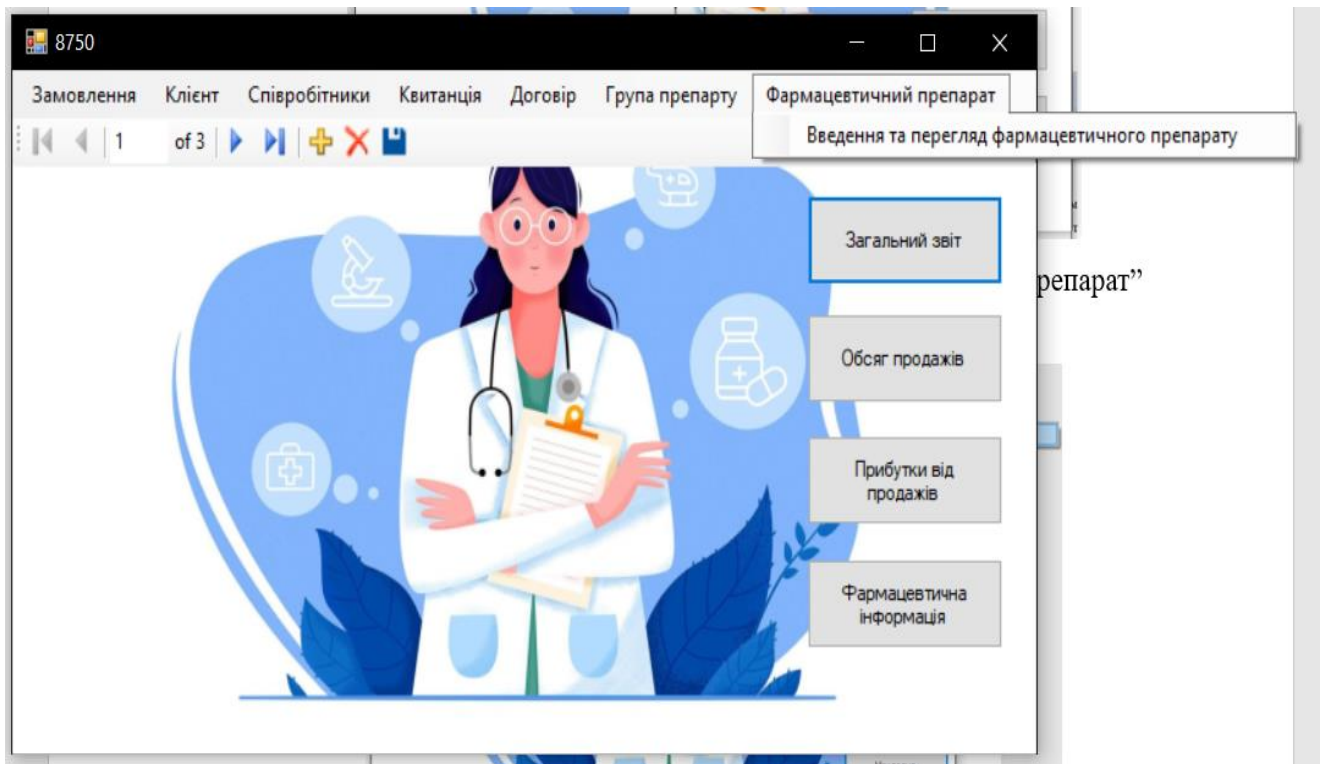 8750
Замовлення Клієнт Співробітники Квитанція Договір Група препарту Фармацевтичний препарат
Введення та перегляд фармацевтичного препарату
1 of 3
Загальний звіт
репарат”
Обсяг продажів
Прибутки від
продажів
Фармацевтична
інформація